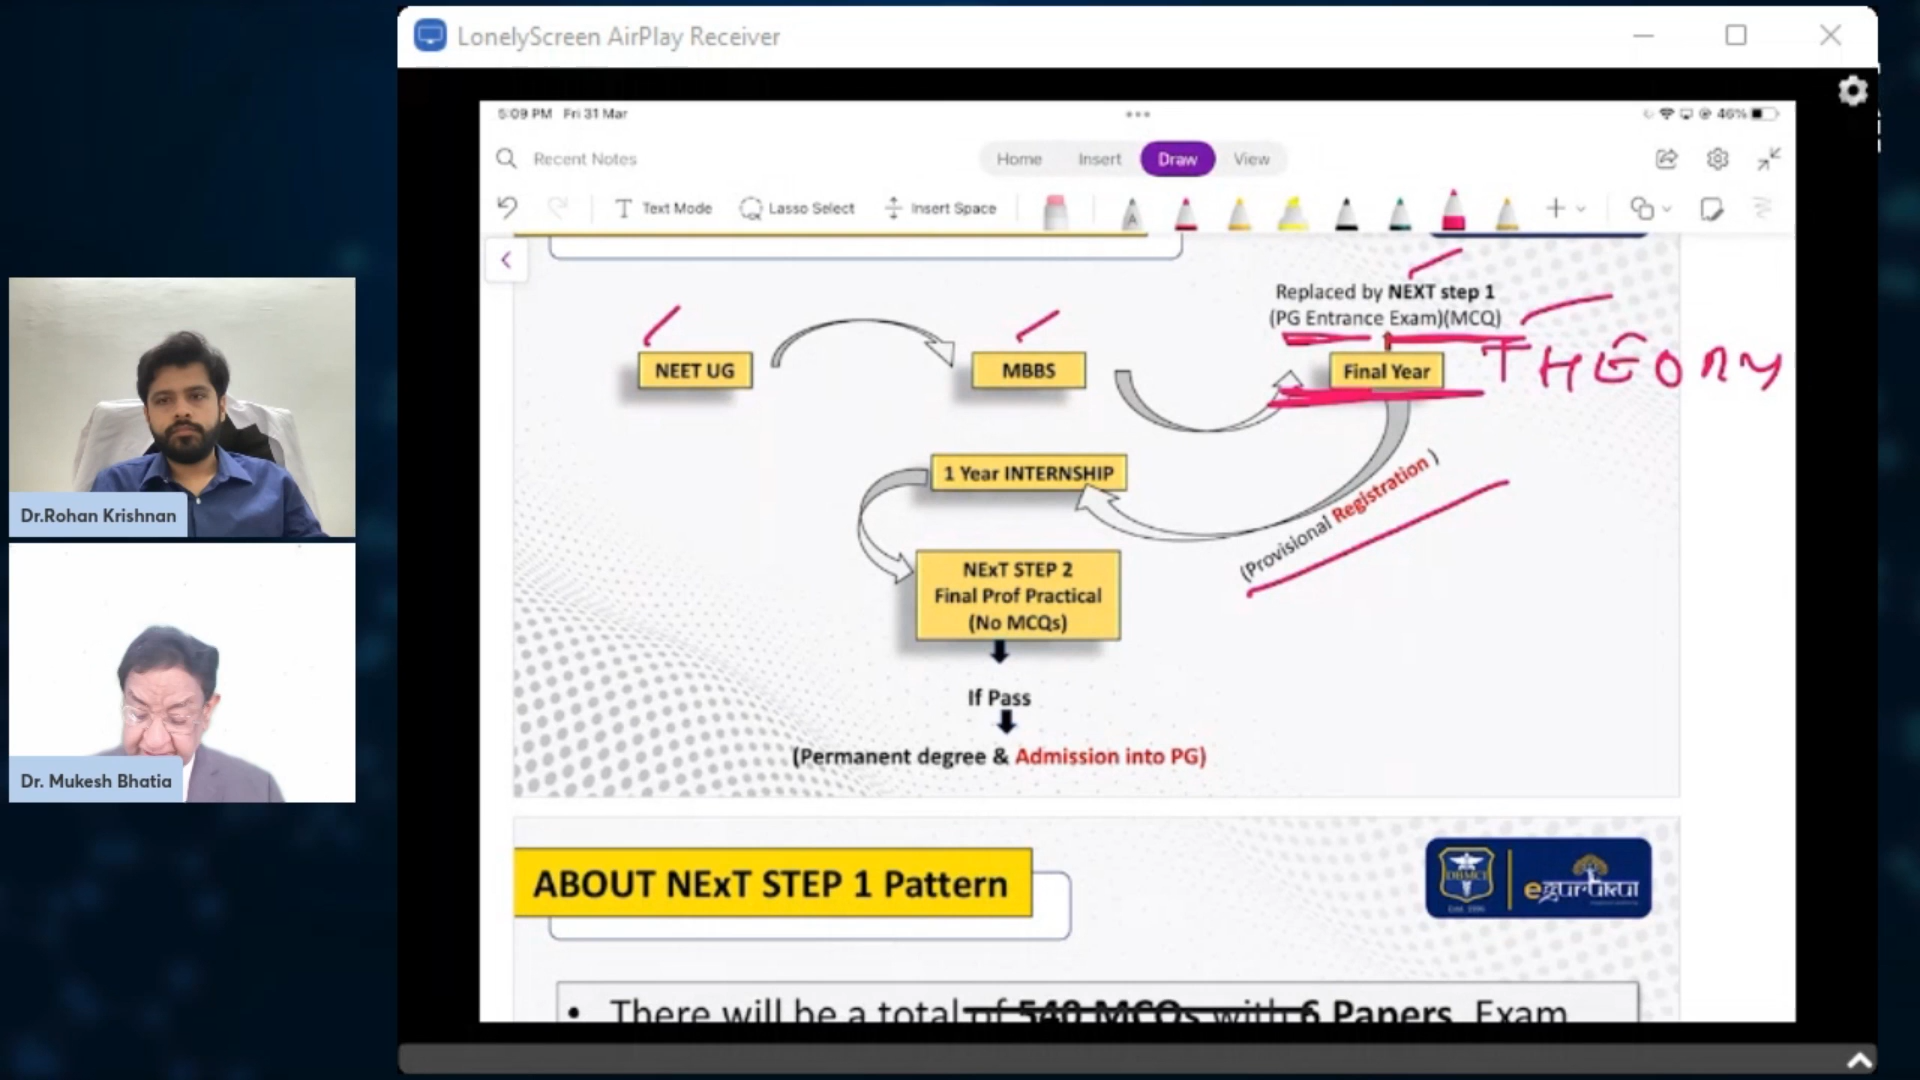 LonelyScreen AirPlay Receiver
5:09 PM Fri 31 Mar
46%
Recent Notes
Home Insert Draw View
Text Mode Lasso Select Insert Space
A
Replaced by NEXT step 1
(PG Entrance Exam)(MCQ)
NEET UG
MBBS
Final Year
THEORY
1 Year INTERNSHIP
(Provisional Registration)
NExT STEP 2
Final Prof Practical
(No MCQs)
If Pass
(Permanent degree & Admission into PG)
ABOUT NExT STEP 1 Pattern
DBMCI
egurukul
• There will be a total of 540 MCQs with 6 Papers. Exam
Dr.Rohan Krishnan
Dr. Mukesh Bhatia